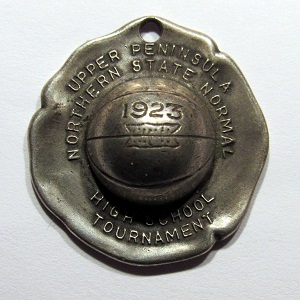 UPPER PENINSULA
NORTHERN STATE NORMAL
1923
HIGH SCHOOL
TOURNAMENT